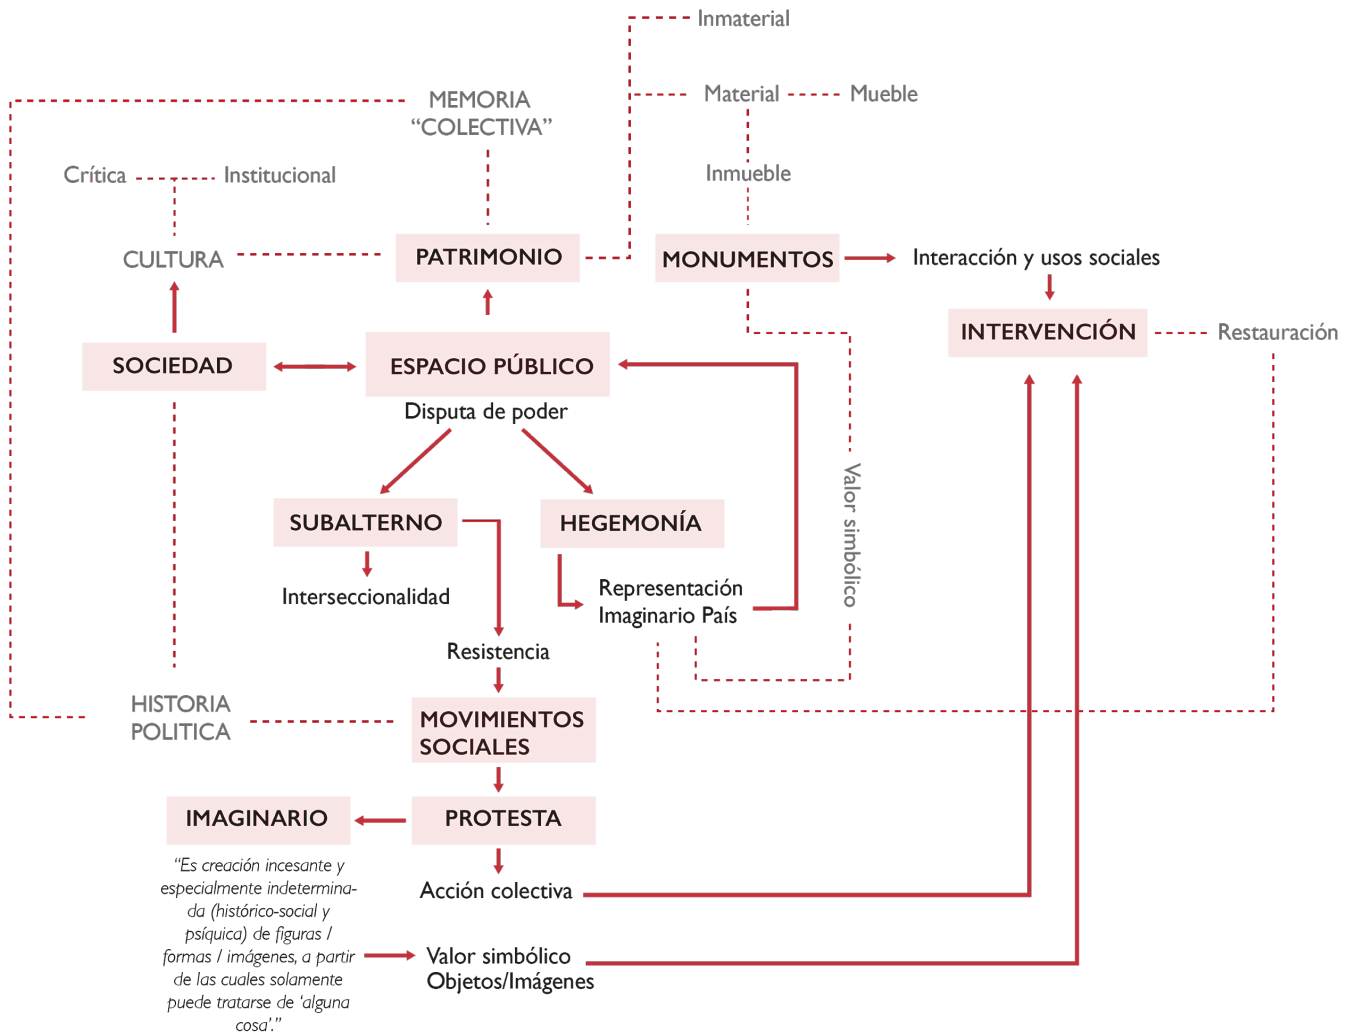 Inmaterial
MEMORIA
“COLECTIVA”
Material
Mueble
Crítica
Institucional
Inmueble
CULTURA
PATRIMONIO
MONUMENTOS
Interacción y usos sociales
INTERVENCIÓN
Restauración
SOCIEDAD
ESPACIO PÚBLICO
Disputa de poder
Valor simbólico
SUBALTERNO
HEGEMONÍA
Interseccionalidad
Representación
Imaginario País
Resistencia
HISTORIA
POLITICA
MOVIMIENTOS
SOCIALES
IMAGINARIO
PROTESTA
“Es creación incesante y
especialmente indetermina-
da (histórico-social y
psíquica) de figuras /
formas / imágenes, a partir
de las cuales solamente
puede tratarse de ‘alguna
cosa’.”
Acción colectiva
Valor simbólico
Objetos/Imágenes